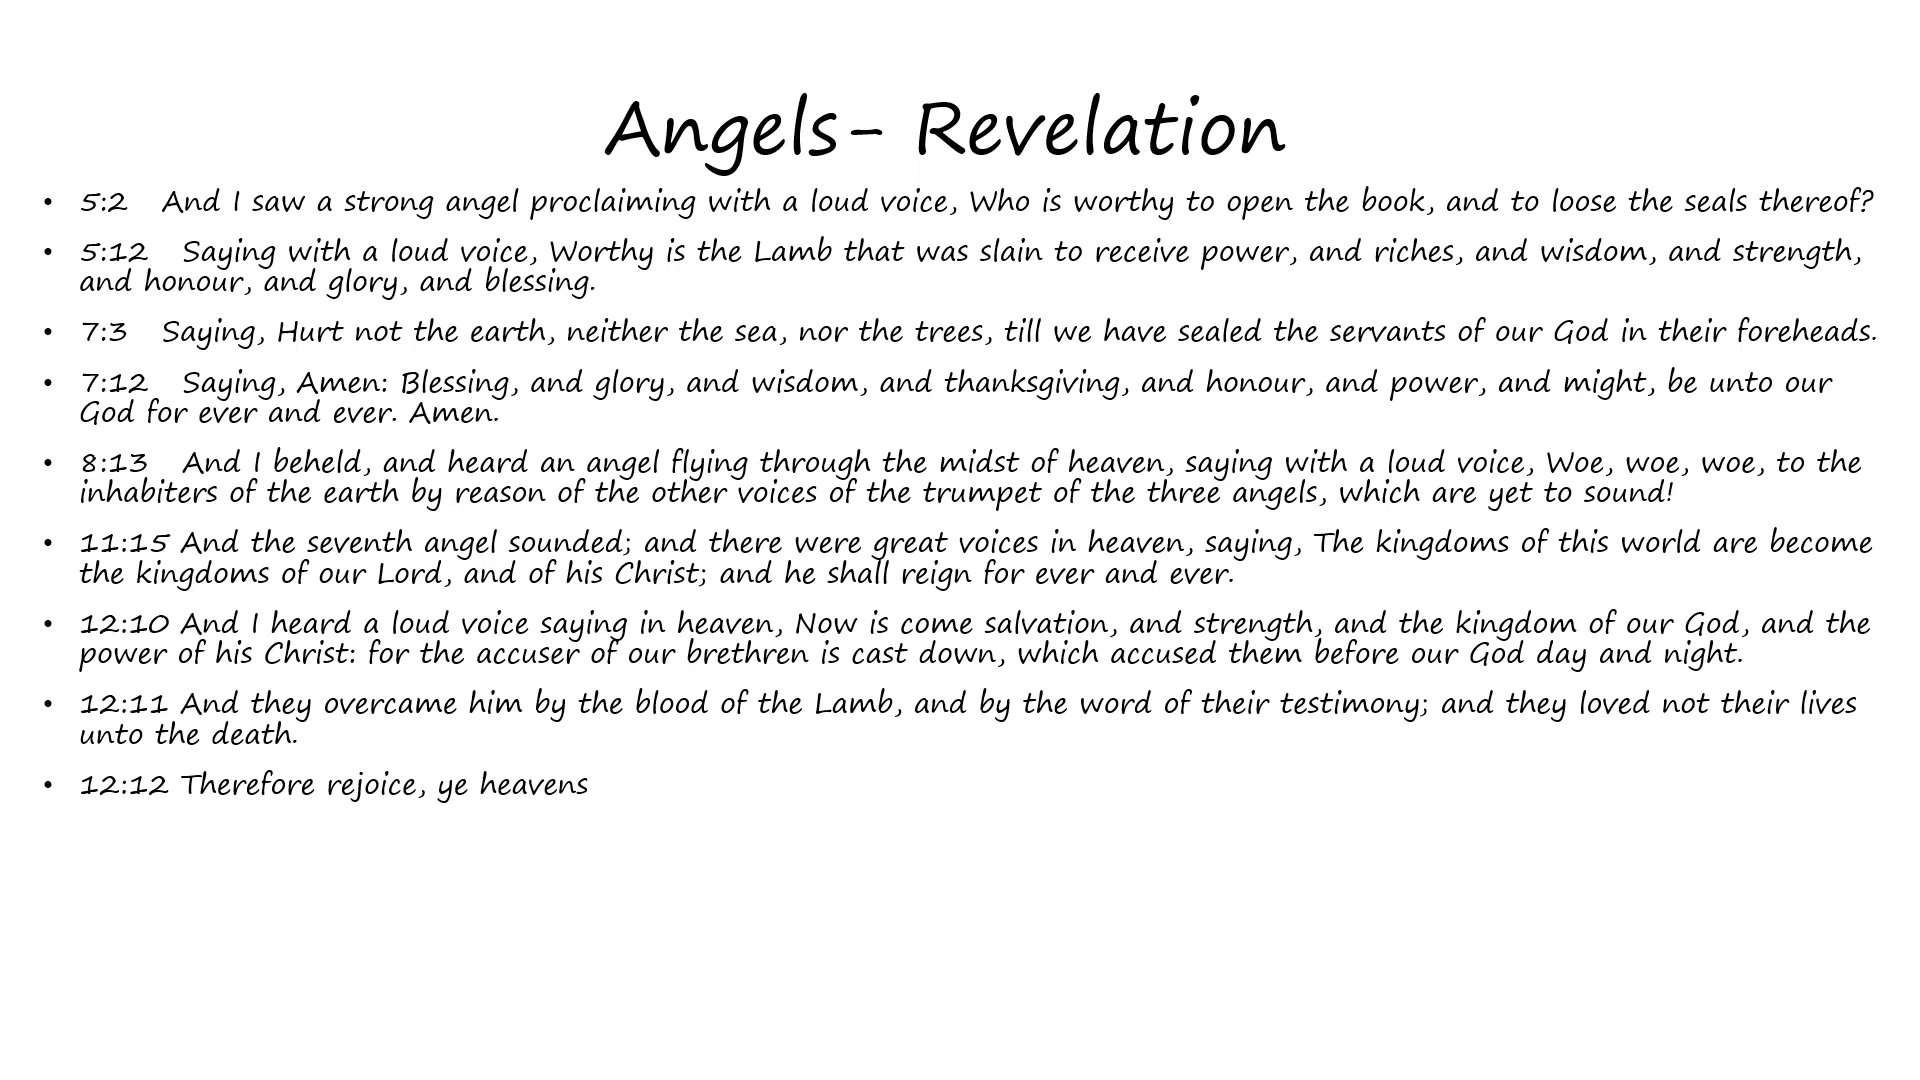 Angels- Revelation
• 5:2 And I saw a strong angel proclaiming with a loud voice, Who is worthy to open the book, and to loose the seals thereof?
• 5:12 Saying with a loud voice, Worthy is the Lamb that was slain to receive power, and riches, and wisdom, and strength,
and honour, and glory, and blessing.
• 7:3 Saying, Hurt not the earth, neither the sea, nor the trees, till we have sealed the servants of our God in their foreheads.
• 7:12 Saying, Amen: Blessing, and glory, and wisdom, and thanksgiving, and honour, and power, and might, be unto our
God for ever and ever. Amen.
• 8:13 And I beheld, and heard an angel flying through the midst of heaven, saying with a loud voice, Woe, woe, woe, to the
inhabiters of the earth by reason of the other voices of the trumpet of the three angels, which are yet to sound!
• 11:15 And the seventh angel sounded; and there were great voices in heaven, saying, The kingdoms of this world are become
the kingdoms of our Lord, and of his Christ; and he shall reign for ever and ever.
• 12:10 And I heard a loud voice saying in heaven, Now is come salvation, and strength, and the kingdom of our God, and the
power of his Christ: for the accuser of our brethren is cast down, which accused them before our God day and night.
• 12:11 And they overcame him by the blood of the Lamb, and by the word of their testimony; and they loved not their lives
unto the death.
• 12:12 Therefore rejoice, ye heavens